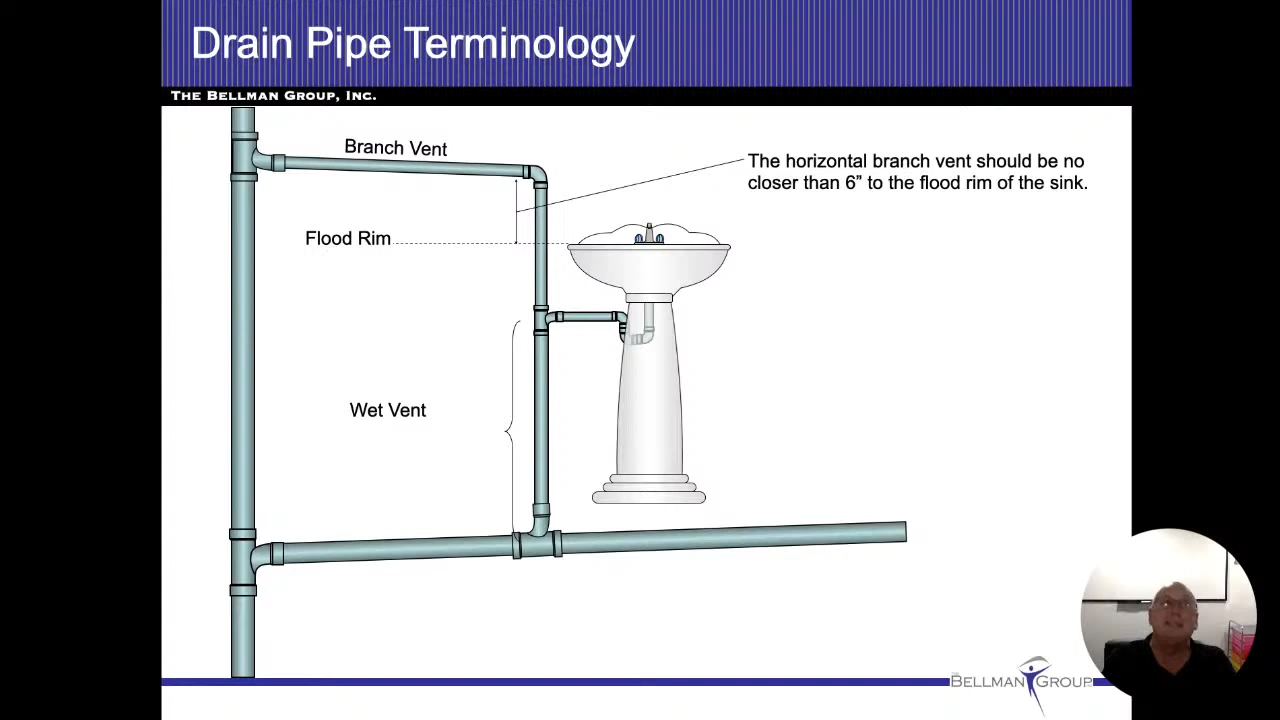 Drain Pipe Terminology
THE BELLMAN GROUP, INC.
Branch Vent
The horizontal branch vent should be no
closer than 6” to the flood rim of the sink.
Flood Rim
Wet Vent
BELLMAN GROUP